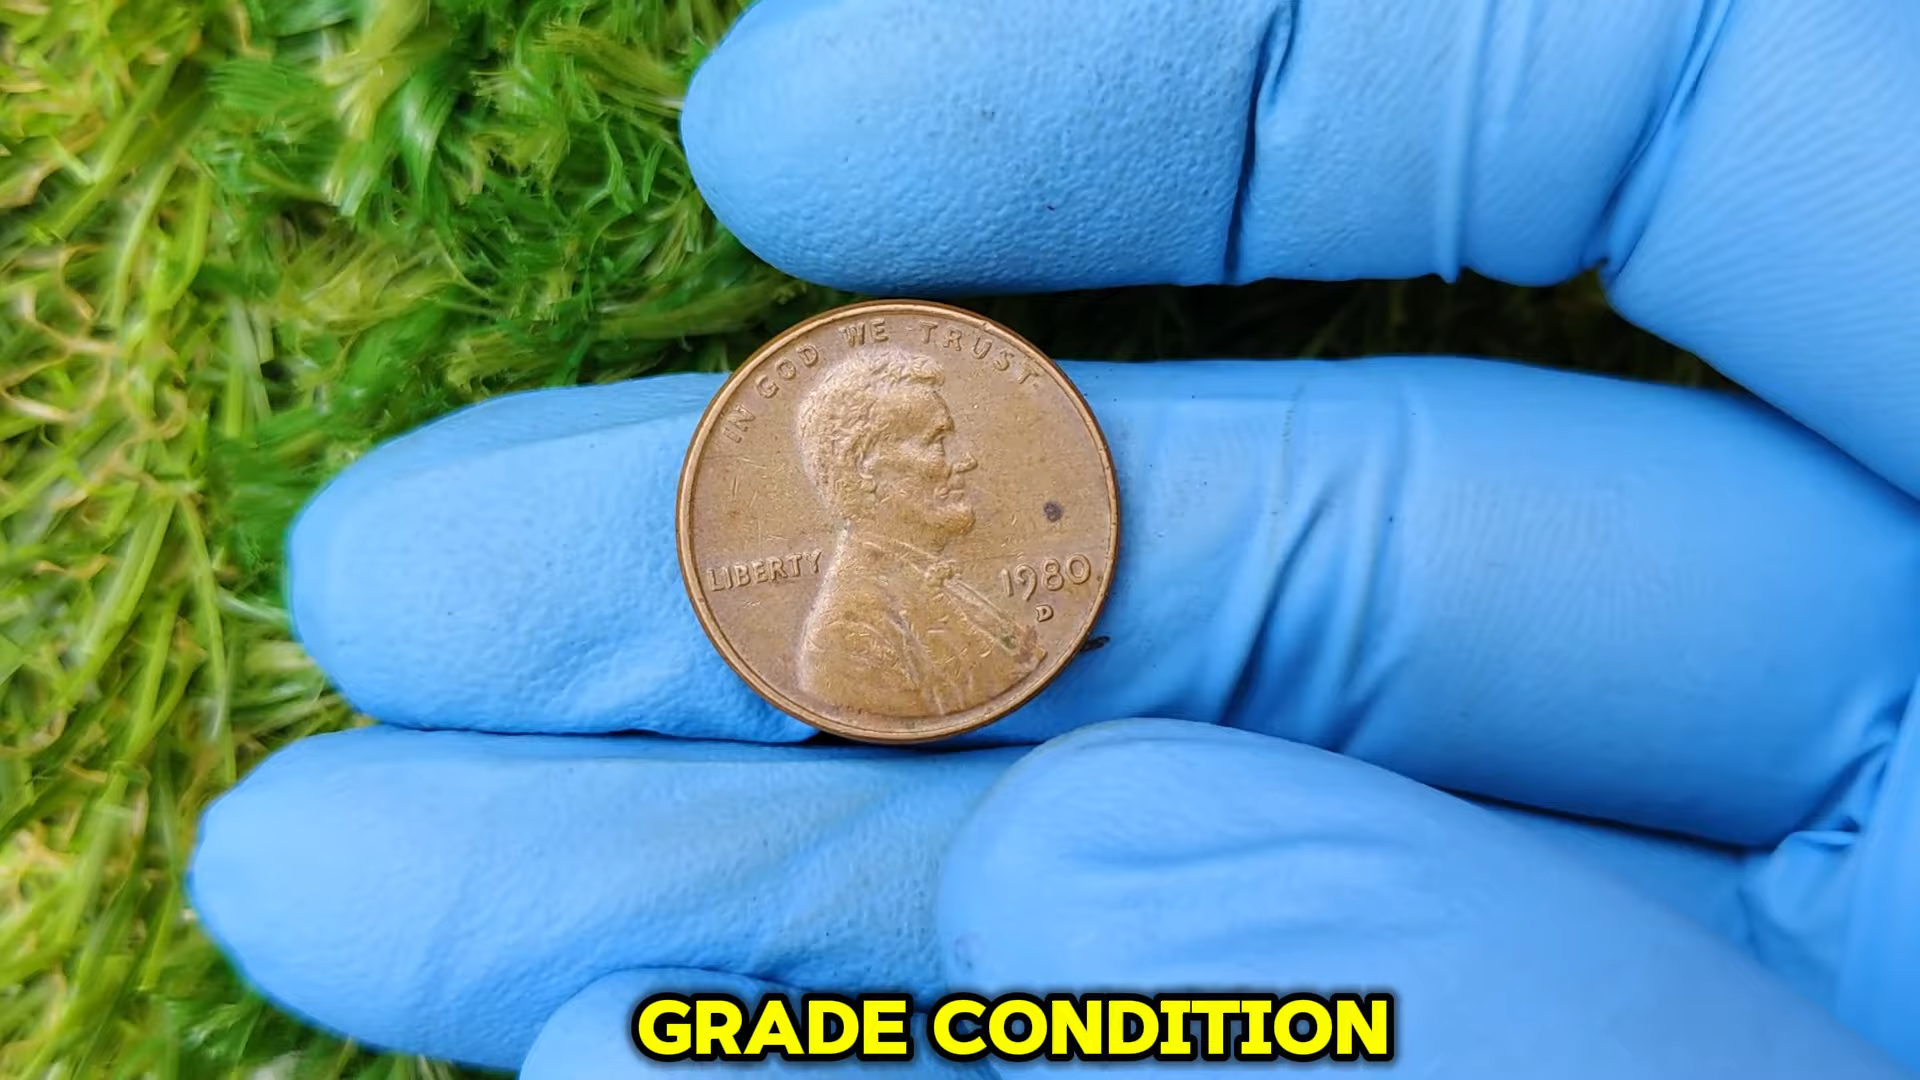 IN GOD WE TRUST
LIBERTY
1980
D
GRADE CONDITION